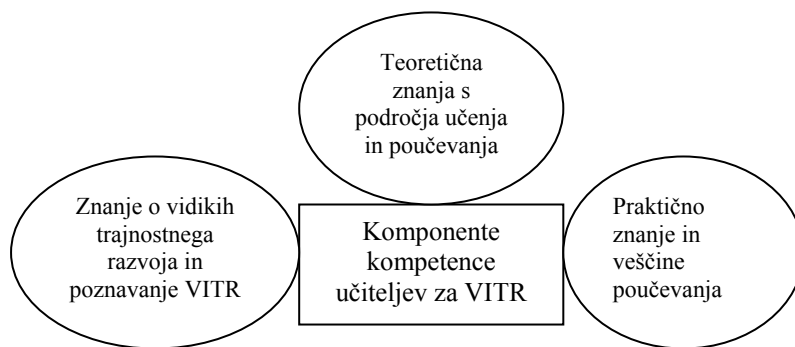 Teoretična
znanja s
področja učenja
in poučevanja
Znanje o vidikih
trajnostnega
razvoja in
poznavanje VITR
Komponente
kompetence
učiteljev za VITR
Praktično
znanje in
veščine
poučevanja